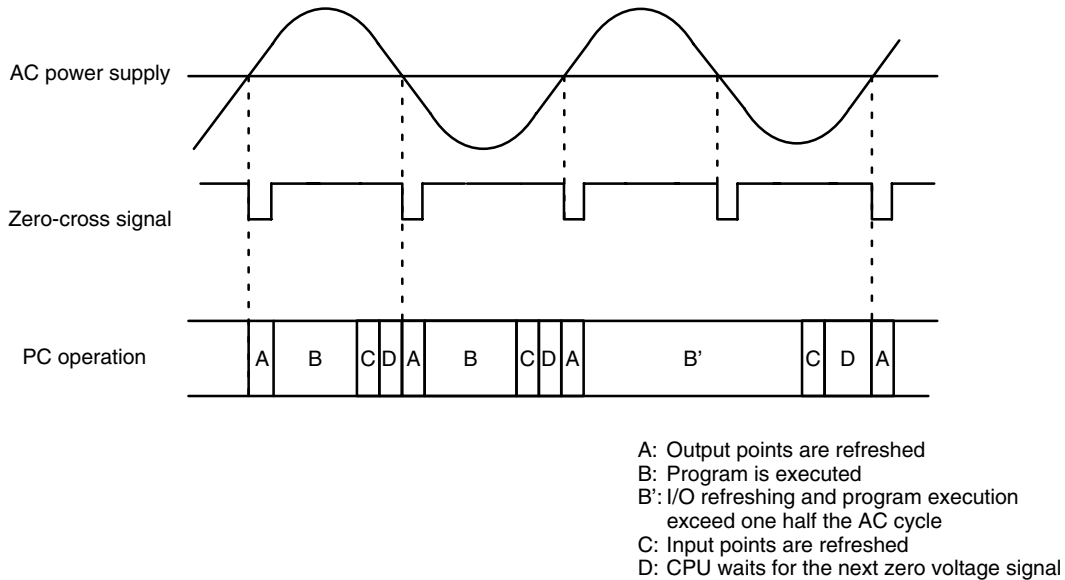 AC power supply
Zero-cross signal
PC operation
A B C D A B C D A B’ C D A
A: Output points are refreshed
B: Program is executed
B’: I/O refreshing and program execution
exceed one half the AC cycle
C: Input points are refreshed
D: CPU waits for the next zero voltage signal